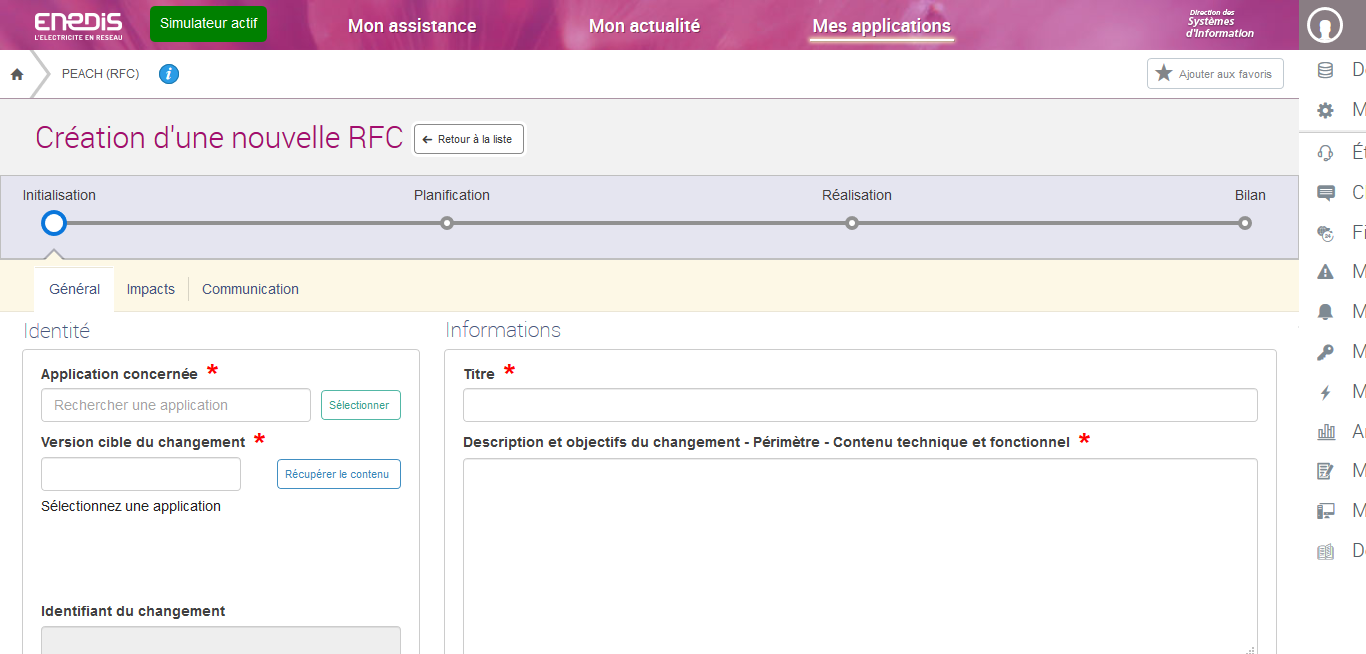 ENEDIS
L'ELECTRICITE EN RESEAU
Simulateur actif
Mon assistance
Mon actualité
Mes applications
Direction des
Systèmes
d'Information
PEACH (RFC)
i
Ajouter aux favoris
Création d'une nouvelle RFC
Retour à la liste
Initialisation
Planification
Réalisation
Bilan
Général
Impacts
Communication
Identité
Informations
Application concernée *
Rechercher une application
Sélectionner
Version cible du changement *
Récupérer le contenu
Sélectionnez une application
Identifiant du changement
Titre *
Description et objectifs du changement - Périmètre - Contenu technique et fonctionnel *
M
C
M
M
M
M
M
M